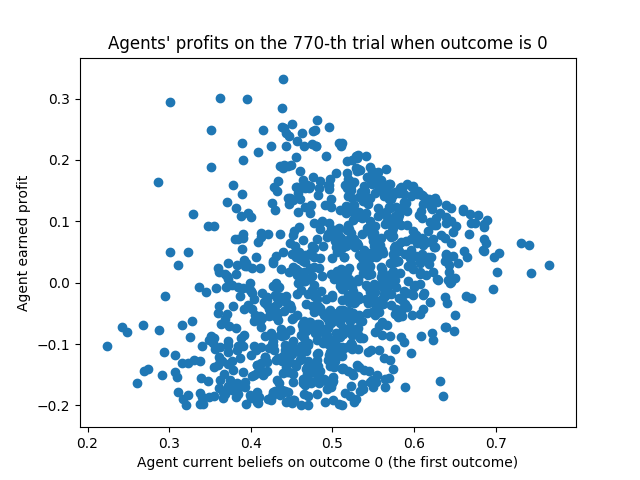 Agents' profits on the 770-th trial when outcome is 0
Agent earned profit
0.3
0.2
0.1
0.0
−0.1
−0.2
0.2 0.3 0.4 0.5 0.6 0.7
Agent current beliefs on outcome 0 (the first outcome)